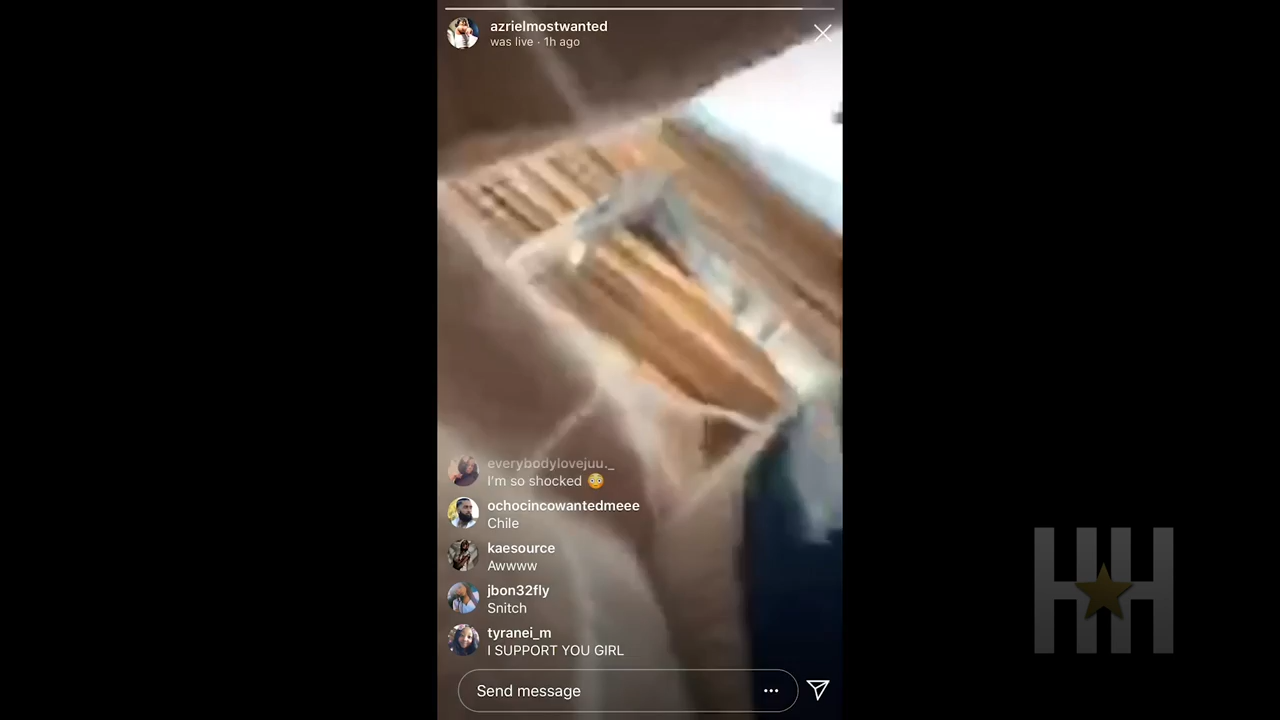 azrielmostwanted
was live · 1h ago
everybodylovejuu._
I'm so shocked 😳
ochocincowantedmeee
Chile
kaesource
Awwww
jbon32fly
Snitch
tyranei_m
I SUPPORT YOU GIRL
Send message
HH